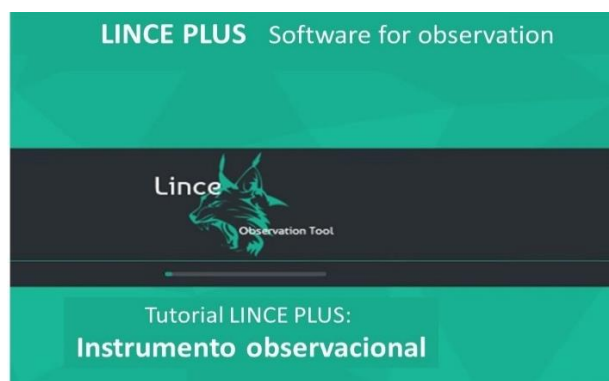 LINCE PLUS Software for observation
Lince
Observation Tool
Tutorial LINCE PLUS:
Instrumento observacional